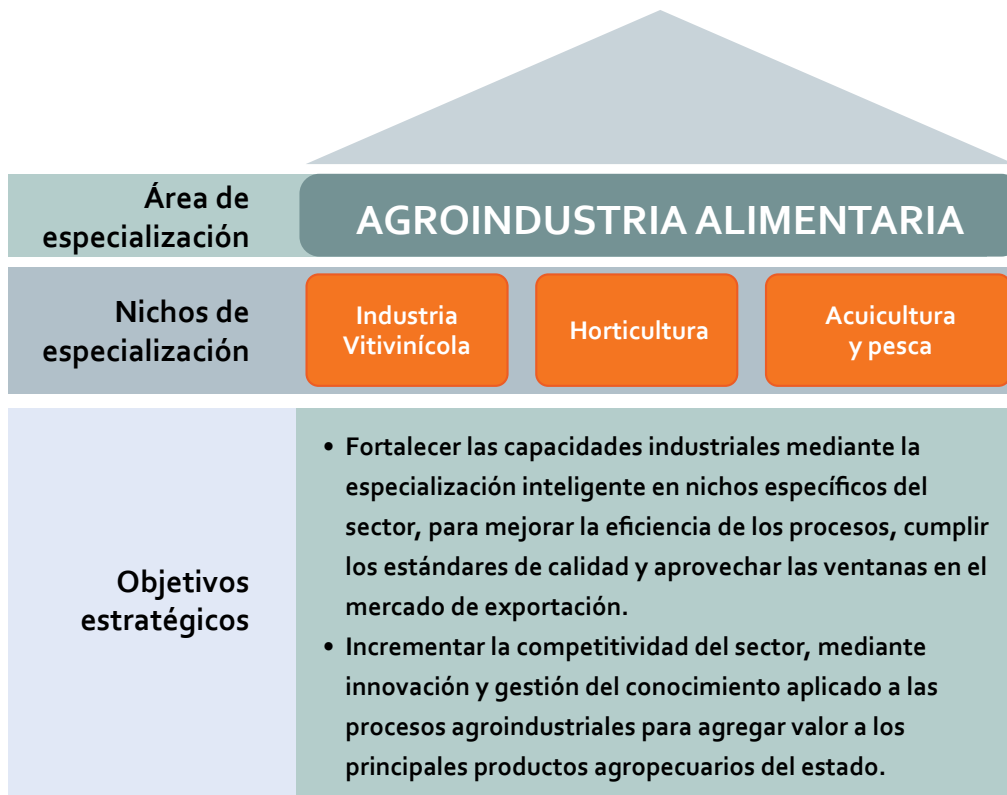 Área de
especialización
AGROINDUSTRIA ALIMENTARIA
Nichos de
especialización
Industria
Vitivinícola
Horticultura
Acuicultura
y pesca
Objetivos
estratégicos
• Fortalecer las capacidades industriales mediante la
especialización inteligente en nichos específicos del
sector, para mejorar la eficiencia de los procesos, cumplir
los estándares de calidad y aprovechar las ventanas en el
mercado de exportación.
• Incrementar la competitividad del sector, mediante
innovación y gestión del conocimiento aplicado a las
procesos agroindustriales para agregar valor a los
principales productos agropecuarios del estado.